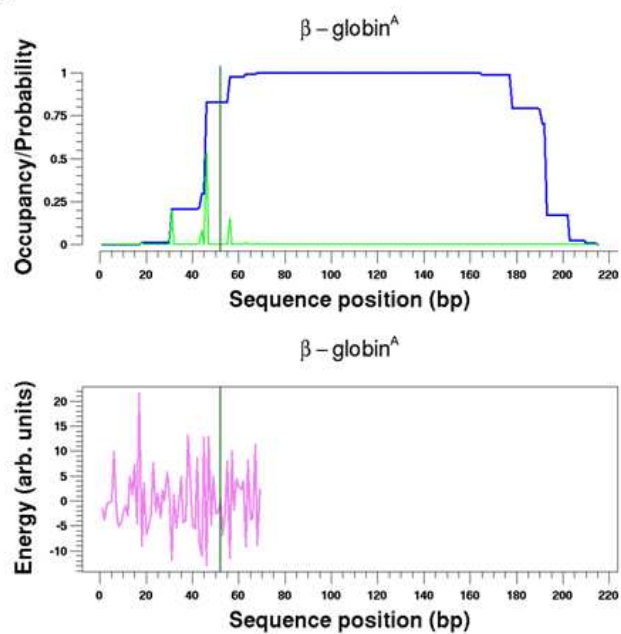 β – globinA
Occupancy/Probability
1
0.75
0.5
0.25
0
0 20 40 60 80 100 120 140 160 180 200 220
Sequence position (bp)
β – globinA
Energy (arb. units)
20
15
10
5
0
-5
-10
0 20 40 60 80 100 120 140 160 180 200 220
Sequence position (bp)